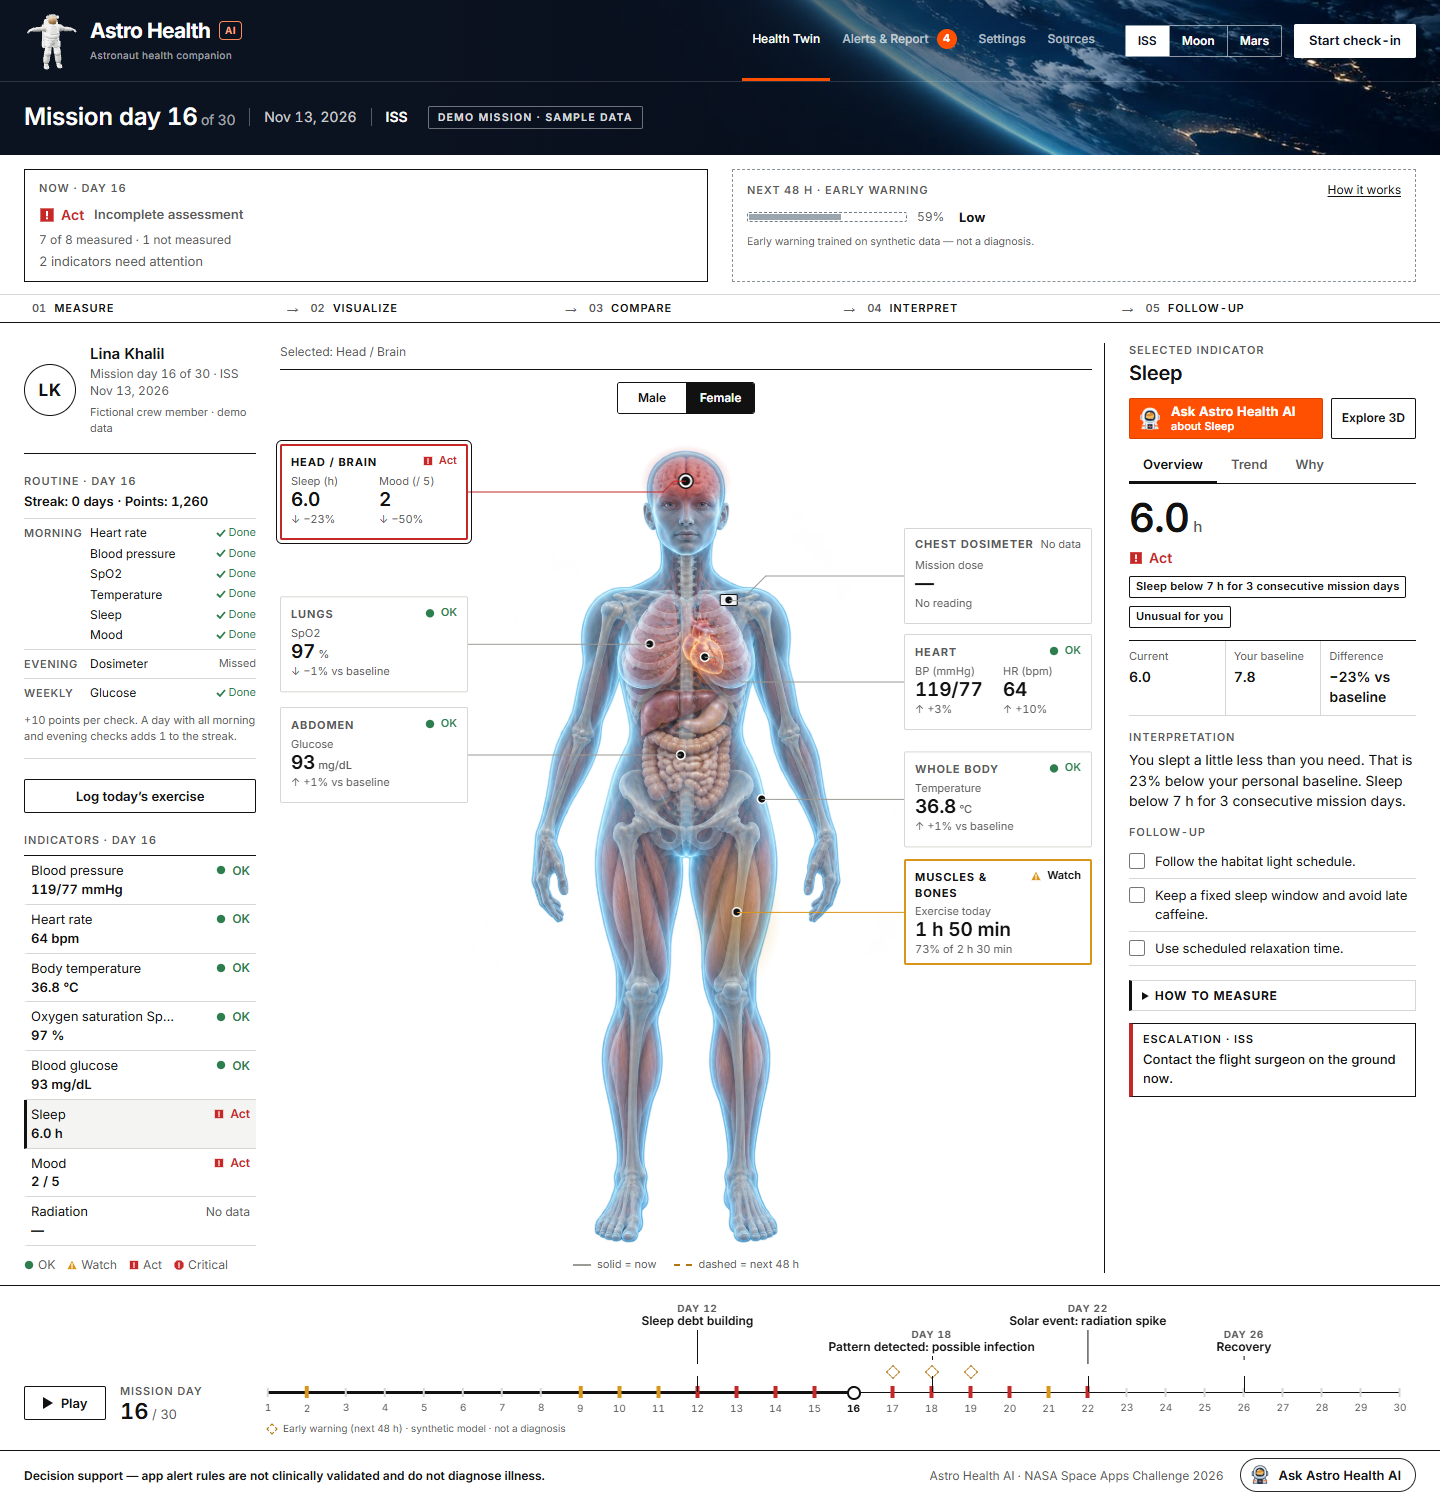 Astro Health AI
Astronaut health companion
Health Twin
Alerts & Report 4
Settings
Sources
ISS Moon Mars
Start check-in
Mission day 16 of 30
Nov 13, 2026
ISS
DEMO MISSION · SAMPLE DATA
NOW · DAY 16
Act Incomplete assessment
7 of 8 measured · 1 not measured
2 indicators need attention
NEXT 48 H · EARLY WARNING
How it works
59% Low
Early warning trained on synthetic data — not a diagnosis.
01 MEASURE
→ 02 VISUALIZE
→ 03 COMPARE
→ 04 INTERPRET
→ 05 FOLLOW-UP
LK
Lina Khalil
Mission day 16 of 30 · ISS
Nov 13, 2026
Fictional crew member · demo
data
ROUTINE · DAY 16
Streak: 0 days · Points: 1,260
MORNING Heart rate Done
Blood pressure Done
SpO2 Done
Temperature Done
Sleep Done
Mood Done
EVENING Dosimeter Missed
WEEKLY Glucose Done
+10 points per check. A day with all morning
and evening checks adds 1 to the streak.
Log today’s exercise
INDICATORS · DAY 16
Blood pressure OK
119/77 mmHg
Heart rate OK
64 bpm
Body temperature OK
36.8 °C
Oxygen saturation Sp... OK
97 %
Blood glucose OK
93 mg/dL
Sleep Act
6.0 h
Mood Act
2 / 5
Radiation No data
—
OK Watch Act Critical
Selected: Head / Brain
Male Female
HEAD / BRAIN Act
Sleep (h) Mood (/ 5)
6.0 2
↓ −23% ↓ −50%
LUNGS OK
SpO2
97 %
↓ −1% vs baseline
ABDOMEN OK
Glucose
93 mg/dL
↑ +1% vs baseline
CHEST DOSIMETER No data
Mission dose
—
No reading
HEART OK
BP (mmHg) HR (bpm)
119/77 64
↑ +3% ↑ +10%
WHOLE BODY OK
Temperature
36.8 °C
↑ +1% vs baseline
MUSCLES & Watch
BONES
Exercise today
1 h 50 min
73% of 2 h 30 min
solid = now dashed = next 48 h
SELECTED INDICATOR
Sleep
Ask Astro Health AI
about Sleep
Explore 3D
Overview Trend Why
6.0 h
Act
Sleep below 7 h for 3 consecutive mission days
Unusual for you
Current Your baseline Difference
6.0 7.8 −23% vs
baseline
INTERPRETATION
You slept a little less than you need. That is
23% below your personal baseline. Sleep
below 7 h for 3 consecutive mission days.
FOLLOW-UP
Follow the habitat light schedule.
Keep a fixed sleep window and avoid late
caffeine.
Use scheduled relaxation time.
HOW TO MEASURE
ESCALATION · ISS
Contact the flight surgeon on the ground
now.
Play
MISSION DAY
16 / 30
DAY 12
Sleep debt building
DAY 18
Pattern detected: possible infection
DAY 22
Solar event: radiation spike
DAY 26
Recovery
1 2 3 4 5 6 7 8 9 10 11 12 13 14 15 16 17 18 19 20 21 22 23 24 25 26 27 28 29 30
Early warning (next 48 h) · synthetic model · not a diagnosis
Decision support — app alert rules are not clinically validated and do not diagnose illness.
Astro Health AI · NASA Space Apps Challenge 2026
Ask Astro Health AI